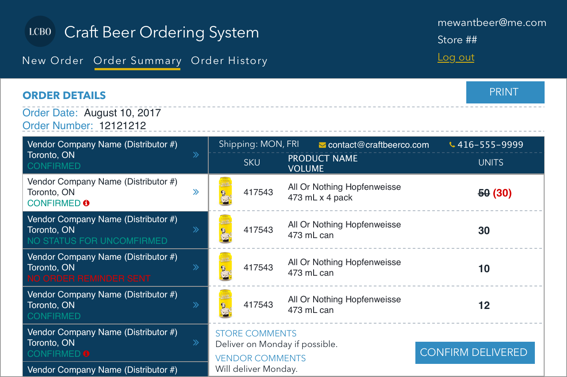 LCBO
Craft Beer Ordering System
mewantbeer@me.com
Store ##
Log out
New Order Order Summary Order History
ORDER DETAILS
PRINT
Order Date: August 10, 2017
Order Number: 12121212
Vendor Company Name (Distributor #)
Toronto, ON
CONFIRMED
Vendor Company Name (Distributor #)
Toronto, ON
CONFIRMED
Vendor Company Name (Distributor #)
Toronto, ON
NO STATUS FOR UNCOMFIRMED
Vendor Company Name (Distributor #)
Toronto, ON
NO ORDER REMINDER SENT
Vendor Company Name (Distributor #)
Toronto, ON
CONFIRMED
Vendor Company Name (Distributor #)
Toronto, ON
CONFIRMED
Vendor Company Name (Distributor #)
Shipping: MON, FRI contact@craftbeerco.com 416-555-9999
SKU PRODUCT NAME UNITS
VOLUME
417543 All Or Nothing Hopfenweisse 50 (30)
473 mL x 4 pack
417543 All Or Nothing Hopfenweisse 30
473 mL can
417543 All Or Nothing Hopfenweisse 10
473 mL can
417543 All Or Nothing Hopfenweisse 12
473 mL can
STORE COMMENTS
Deliver on Monday if possible.
VENDOR COMMENTS
Will deliver Monday.
CONFIRM DELIVERED